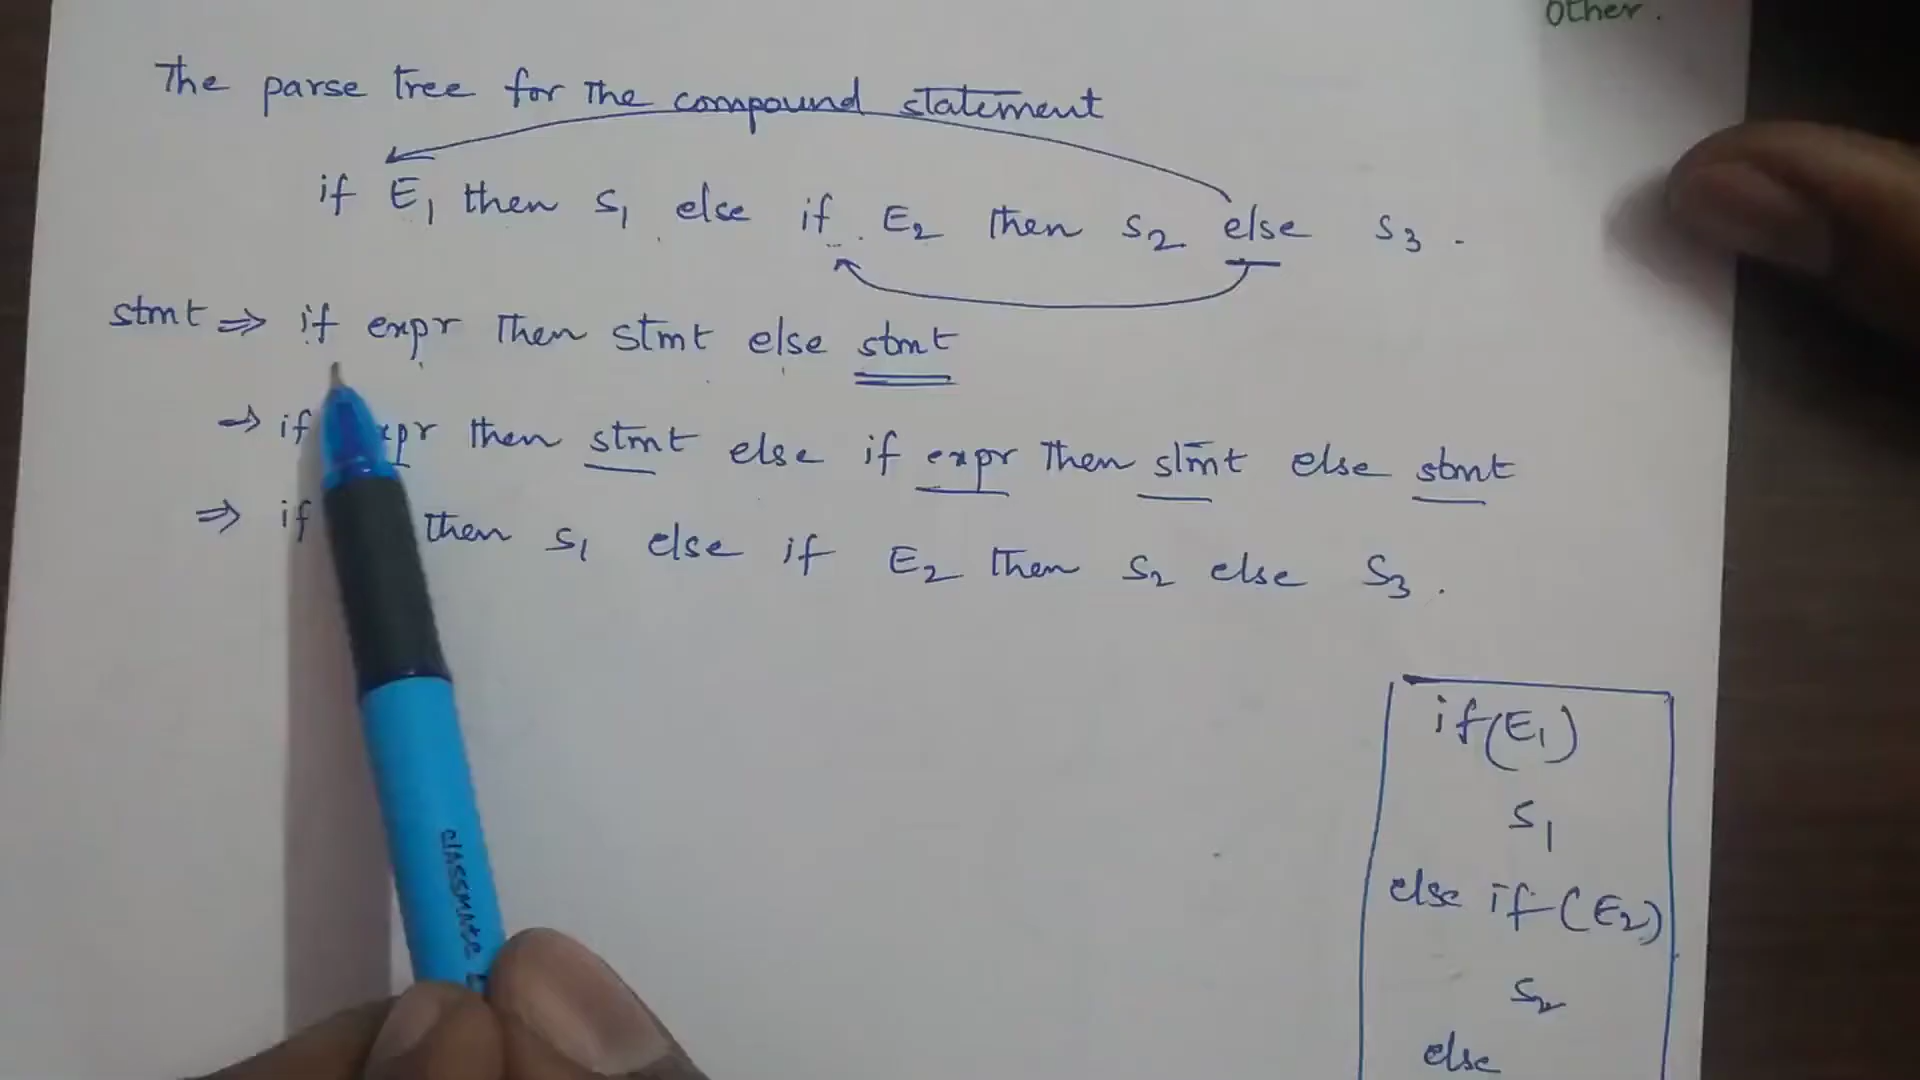 other.
The parse tree for the compound statement
if E₁ then S₁ else if E₂ then S₂ else S₃.
stmt ⇒ if expr then stmt else stmt
→ if expr then stmt else if expr then stmt else stmt
⇒ if then S₁ else if E₂ then S₂ else S₃.
if(E₁)
S₁
else if (E₂)
S₂
else
classmate